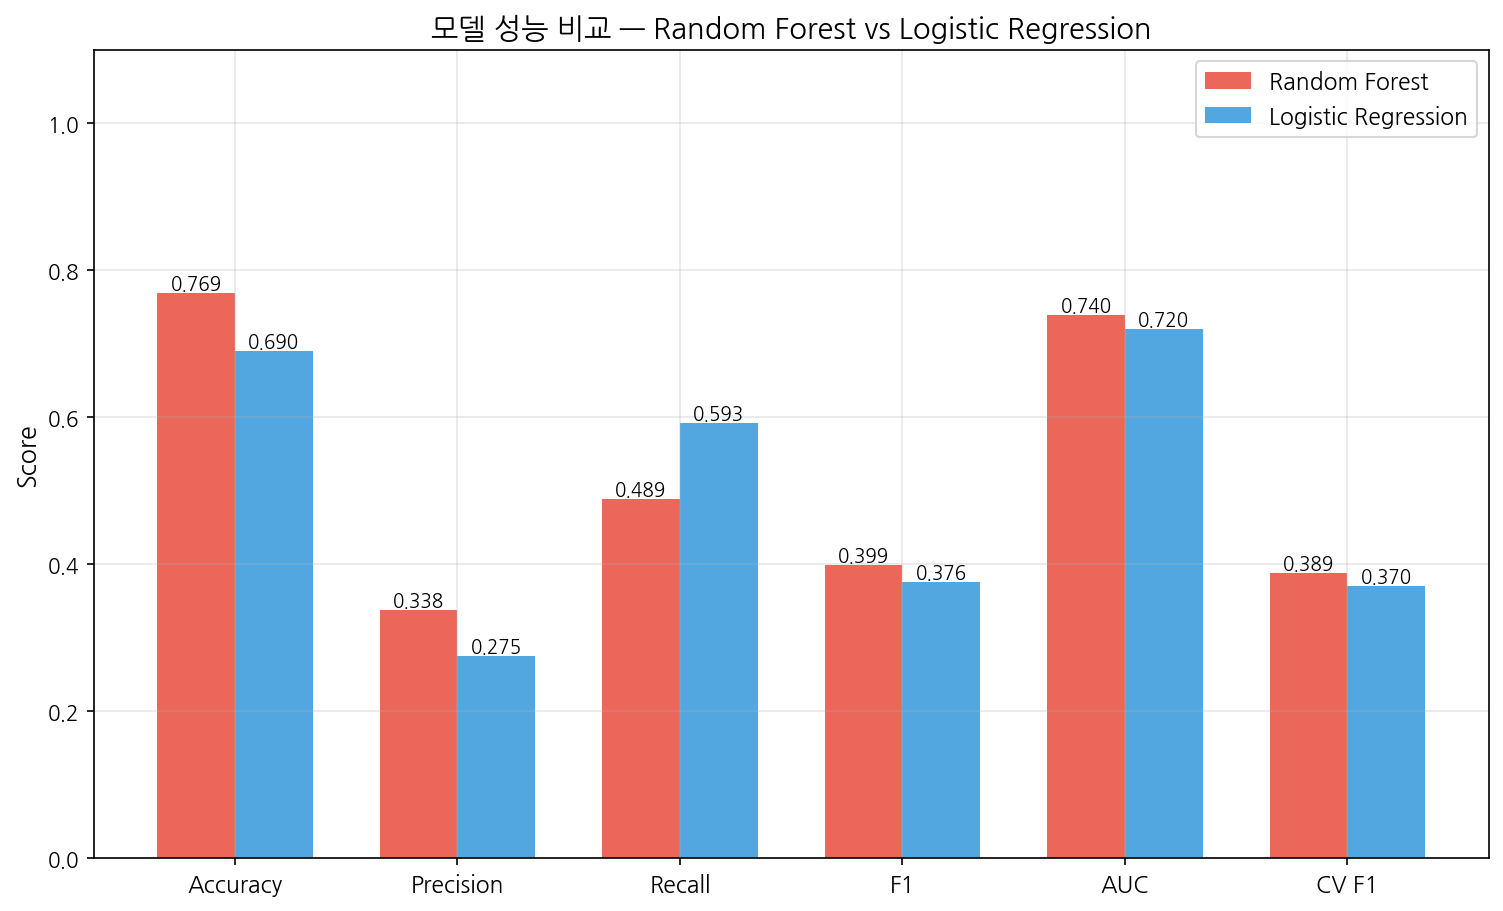 모델 성능 비교 — Random Forest vs Logistic Regression
Random Forest
Logistic Regression
Score
1.0
0.8
0.6
0.4
0.2
0.0
0.769
0.690
0.338
0.275
0.489
0.593
0.399
0.376
0.740
0.720
0.389
0.370
Accuracy
Precision
Recall
F1
AUC
CV F1